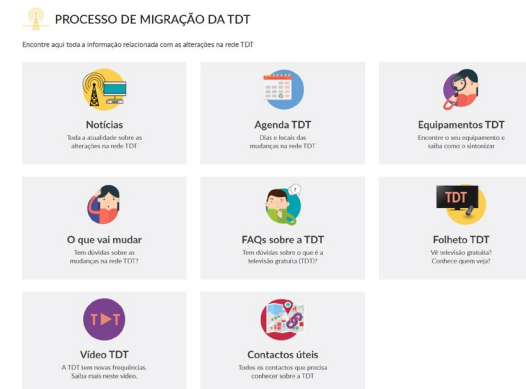 PROCESSO DE MIGRAÇÃO DA TDT
Encontre aqui toda a informação relacionada com as alterações na rede TDT
Notícias
Toda a atualidade sobre as
alterações na rede TDT
Agenda TDT
Dias e locais das
mudanças na rede TDT
Equipamentos TDT
Encontre o seu equipamento e
saiba como o sintonizar
O que vai mudar
Tem dúvidas sobre as
mudanças na rede TDT?
?
FAQs sobre a TDT
Tem dúvidas sobre o que é a
televisão gratuita (TDT)?
TDT
Folheto TDT
Vê televisão gratuita?
Conhece quem veja?
TDT
Vídeo TDT
A TDT tem novas frequências.
Saiba mais neste vídeo.
Contactos úteis
Todos os contactos que precisa
conhecer sobre a TDT